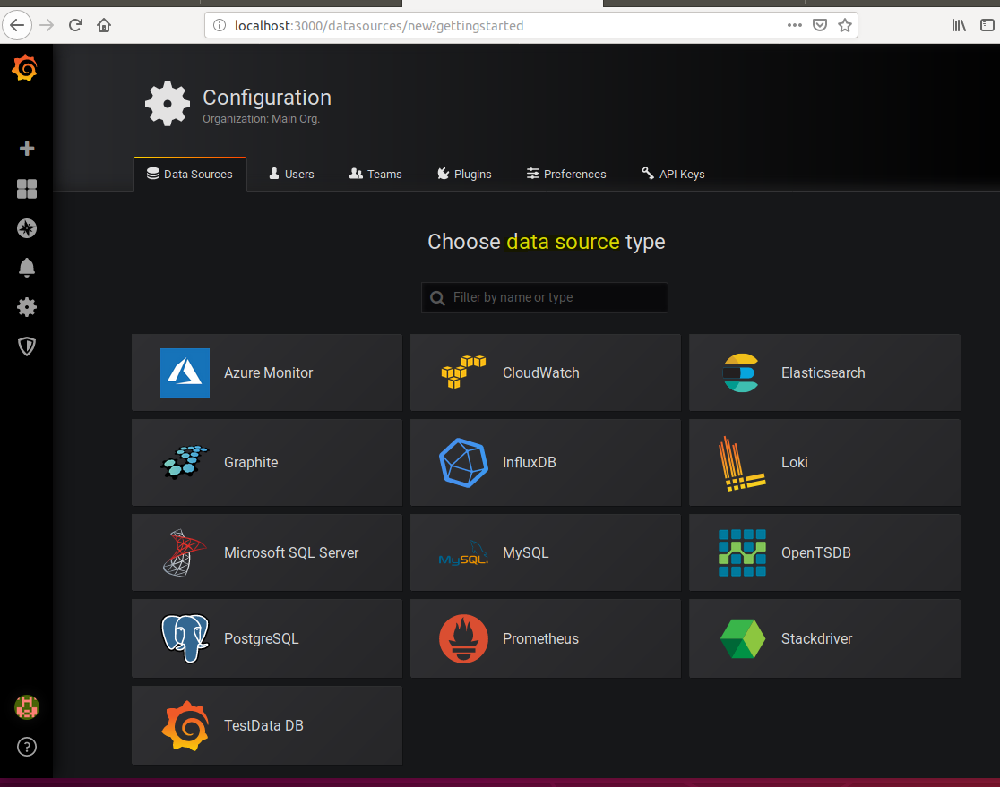 localhost:3000/datasources/new?gettingstarted
Configuration
Organization: Main Org.
Data Sources
Users
Teams
Plugins
Preferences
API Keys
Choose data source type
Filter by name or type
Azure Monitor
CloudWatch
Elasticsearch
Graphite
InfluxDB
Loki
Microsoft SQL Server
MySQL
MySQL
OpenTSDB
PostgreSQL
Prometheus
Stackdriver
TestData DB
?